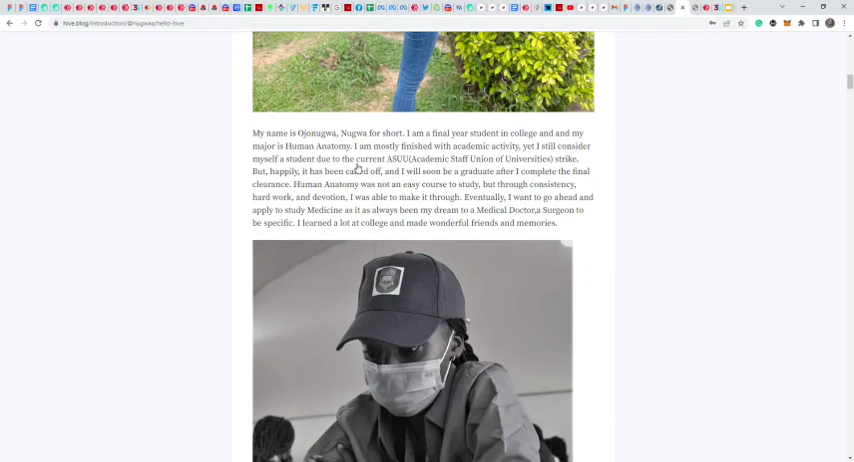 hive.blog/introduction/@nugwaa/hello-hive
My name is Ojonugwa, Nugwa for short. I am a final year student in college and and my
major is Human Anatomy. I am mostly finished with academic activity, yet I still consider
myself a student due to the current ASUU(Academic Staff Union of Universities) strike.
But, happily, it has been called off, and I will soon be a graduate after I complete the final
clearance. Human Anatomy was not an easy course to study, but through consistency,
hard work, and devotion, I was able to make it through. Eventually, I want to go ahead and
apply to study Medicine as it as always been my dream to a Medical Doctor,a Surgeon to
be specific. I learned a lot at college and made wonderful friends and memories.